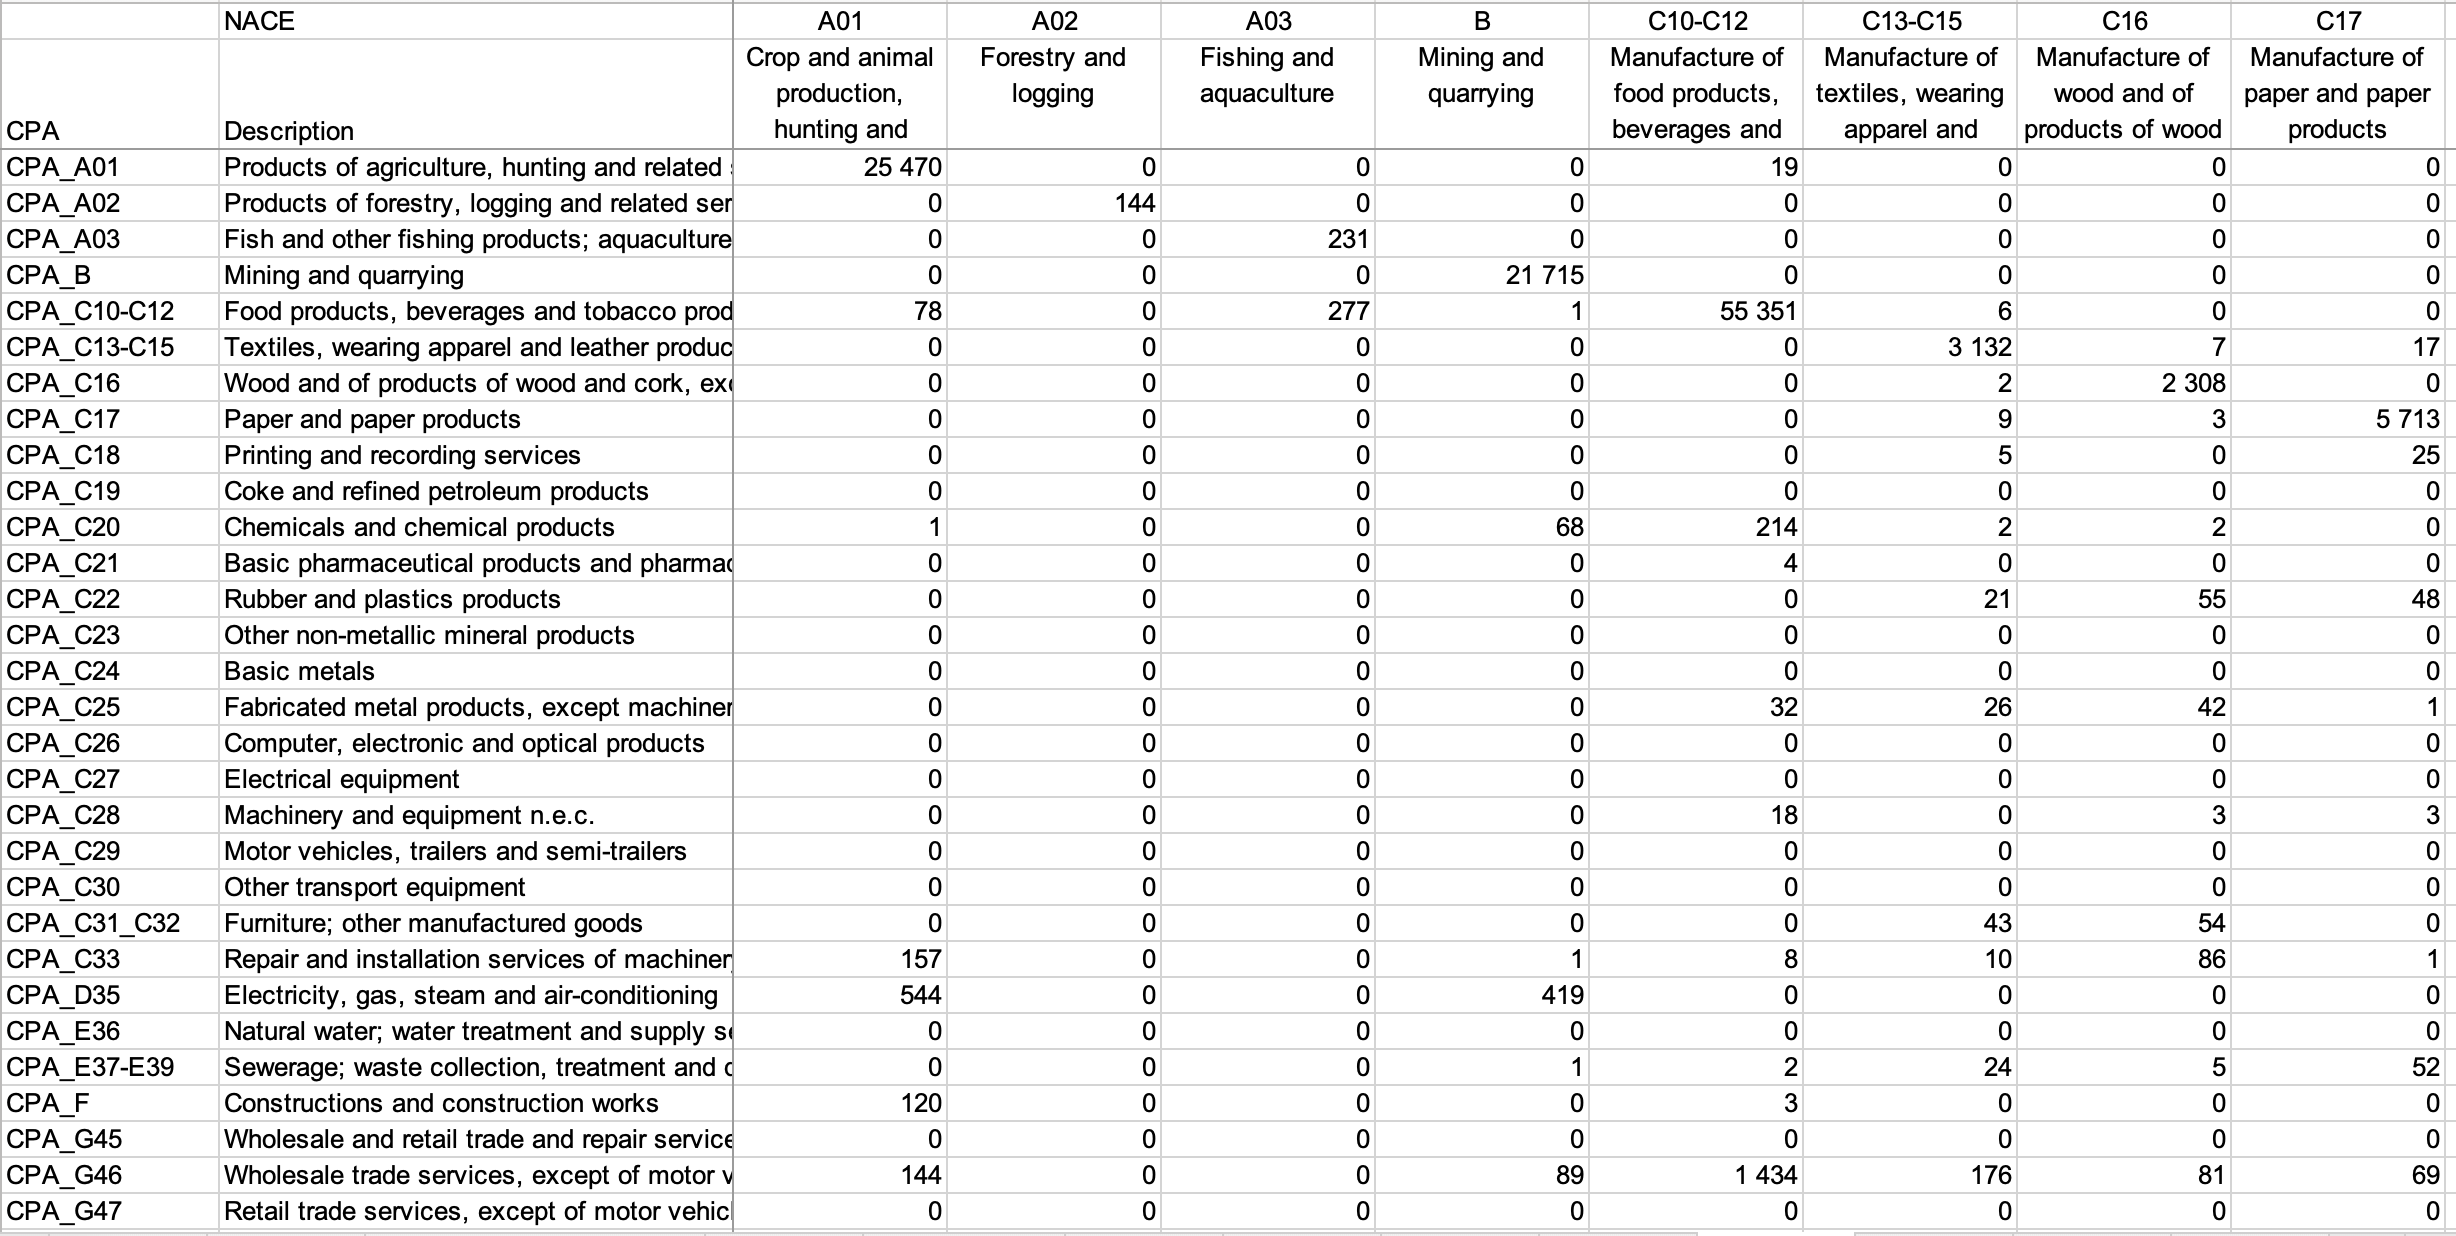 NACE A01 A02 A03 B C10-C12 C13-C15 C16 C17
Crop and animal Forestry and Fishing and Mining and Manufacture of Manufacture of Manufacture of Manufacture of
production, logging aquaculture quarrying food products, textiles, wearing wood and of paper and paper
CPA Description hunting and beverages and apparel and products of wood products
CPA_A01 Products of agriculture, hunting and related 25 470 0 0 0 19 0 0 0
CPA_A02 Products of forestry, logging and related ser 0 144 0 0 0 0 0 0
CPA_A03 Fish and other fishing products; aquaculture 0 0 231 0 0 0 0 0
CPA_B Mining and quarrying 0 0 0 21 715 0 0 0 0
CPA_C10-C12 Food products, beverages and tobacco prod 78 0 277 1 55 351 6 0 0
CPA_C13-C15 Textiles, wearing apparel and leather produc 0 0 0 0 0 3 132 7 17
CPA_C16 Wood and of products of wood and cork, exc 0 0 0 0 0 2 2 308 0
CPA_C17 Paper and paper products 0 0 0 0 0 9 3 5 713
CPA_C18 Printing and recording services 0 0 0 0 0 5 0 25
CPA_C19 Coke and refined petroleum products 0 0 0 0 0 0 0 0
CPA_C20 Chemicals and chemical products 1 0 0 68 214 2 2 0
CPA_C21 Basic pharmaceutical products and pharmac 0 0 0 0 4 0 0 0
CPA_C22 Rubber and plastics products 0 0 0 0 0 21 55 48
CPA_C23 Other non-metallic mineral products 0 0 0 0 0 0 0 0
CPA_C24 Basic metals 0 0 0 0 0 0 0 0
CPA_C25 Fabricated metal products, except machiner 0 0 0 0 32 26 42 1
CPA_C26 Computer, electronic and optical products 0 0 0 0 0 0 0 0
CPA_C27 Electrical equipment 0 0 0 0 0 0 0 0
CPA_C28 Machinery and equipment n.e.c. 0 0 0 0 18 0 3 3
CPA_C29 Motor vehicles, trailers and semi-trailers 0 0 0 0 0 0 0 0
CPA_C30 Other transport equipment 0 0 0 0 0 0 0 0
CPA_C31_C32 Furniture; other manufactured goods 0 0 0 0 0 43 54 0
CPA_C33 Repair and installation services of machinery 157 0 0 1 8 10 86 1
CPA_D35 Electricity, gas, steam and air-conditioning 544 0 0 419 0 0 0 0
CPA_E36 Natural water; water treatment and supply se 0 0 0 0 0 0 0 0
CPA_E37-E39 Sewerage; waste collection, treatment and 0 0 0 1 2 24 5 52
CPA_F Constructions and construction works 120 0 0 0 3 0 0 0
CPA_G45 Wholesale and retail trade and repair service 0 0 0 0 0 0 0 0
CPA_G46 Wholesale trade services, except of motor v 144 0 0 89 1 434 176 81 69
CPA_G47 Retail trade services, except of motor vehicl 0 0 0 0 0 0 0 0